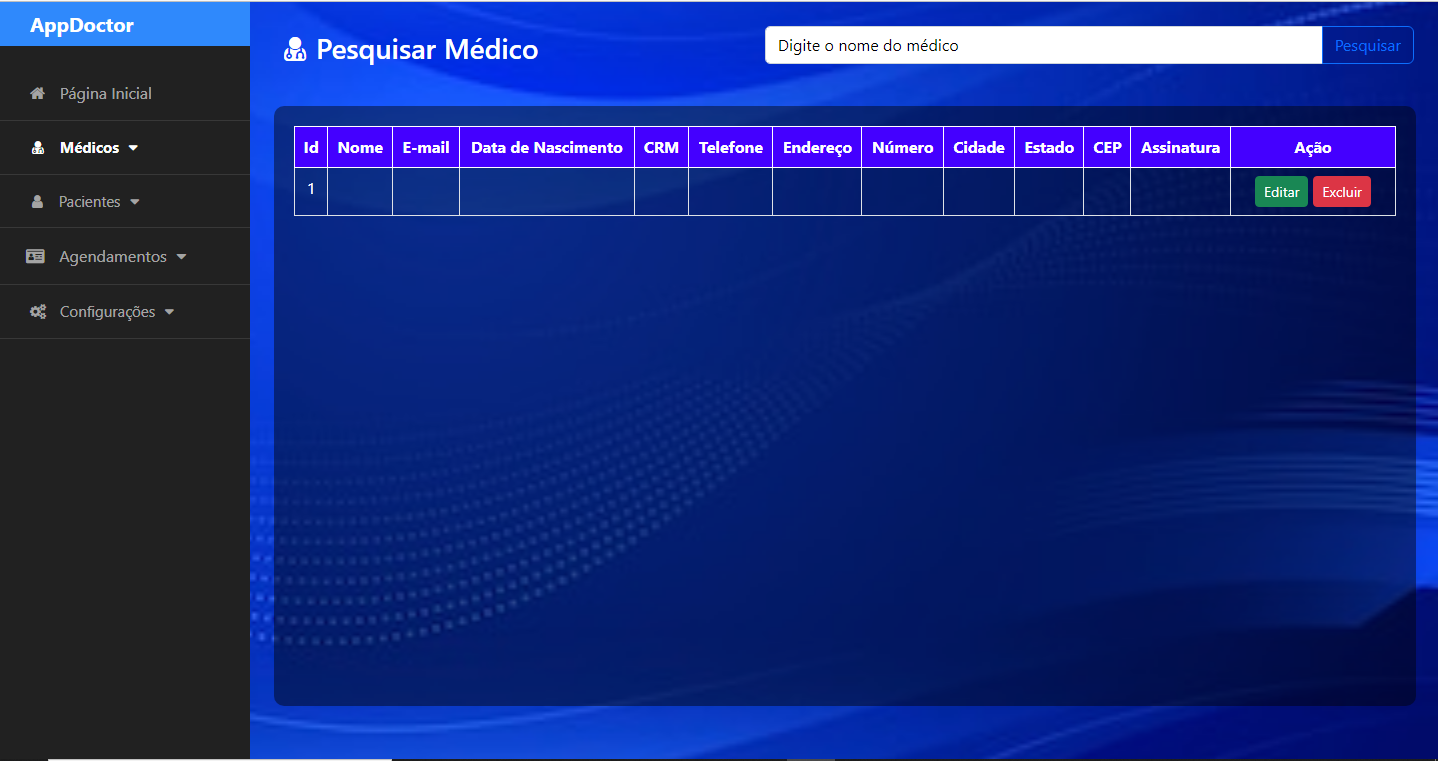 AppDoctor
Página Inicial
Médicos
Pacientes
Agendamentos
Configurações
Pesquisar Médico
Digite o nome do médico
Pesquisar
Id Nome E-mail Data de Nascimento CRM Telefone Endereço Número Cidade Estado CEP Assinatura Ação
1 Editar Excluir